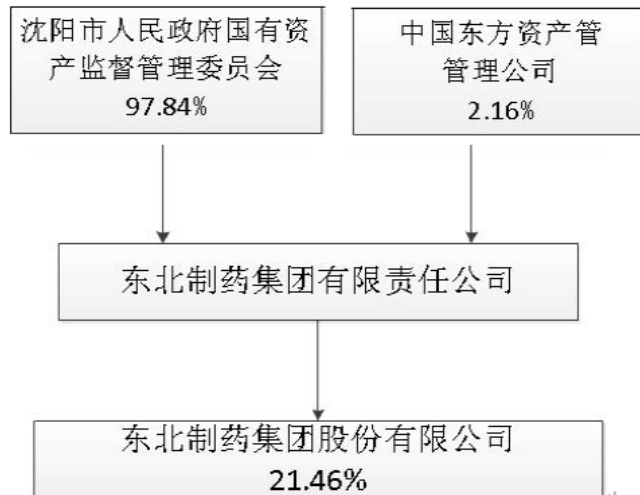 沈阳市人民政府国有资
产监督管理委员会
97.84%
中国东方资产管
管理公司
2.16%
东北制药集团有限责任公司
东北制药集团股份有限公司
21.46%